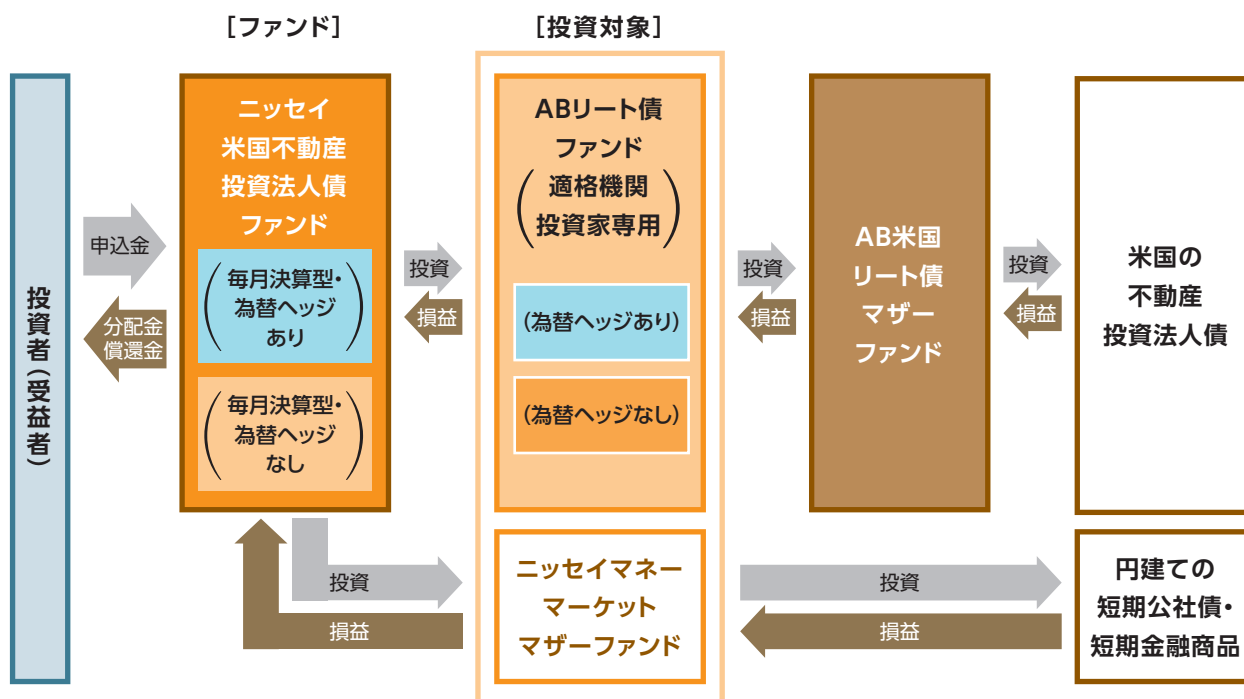 [ファンド]
[投資対象]
投資者(受益者)
申込金
分配金
償還金
ニッセイ
米国不動産
投資法人債
ファンド
(毎月決算型・
為替ヘッジ
あり)
(毎月決算型・
為替ヘッジ
なし)
投資
損益
ABリート債
ファンド
(適格機関
投資家専用)
(為替ヘッジあり)
(為替ヘッジなし)
投資
損益
AB米国
リート債
マザー
ファンド
投資
損益
米国の
不動産
投資法人債
投資
損益
ニッセイマネー
マーケット
マザーファンド
投資
損益
円建ての
短期公社債・
短期金融商品